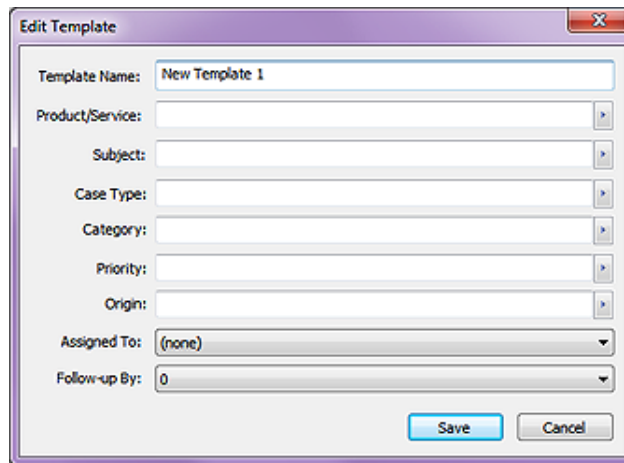 Edit Template
Template Name: New Template 1
Product/Service:
Subject:
Case Type:
Category:
Priority:
Origin:
Assigned To: (none)
Follow-up By: 0
Save Cancel